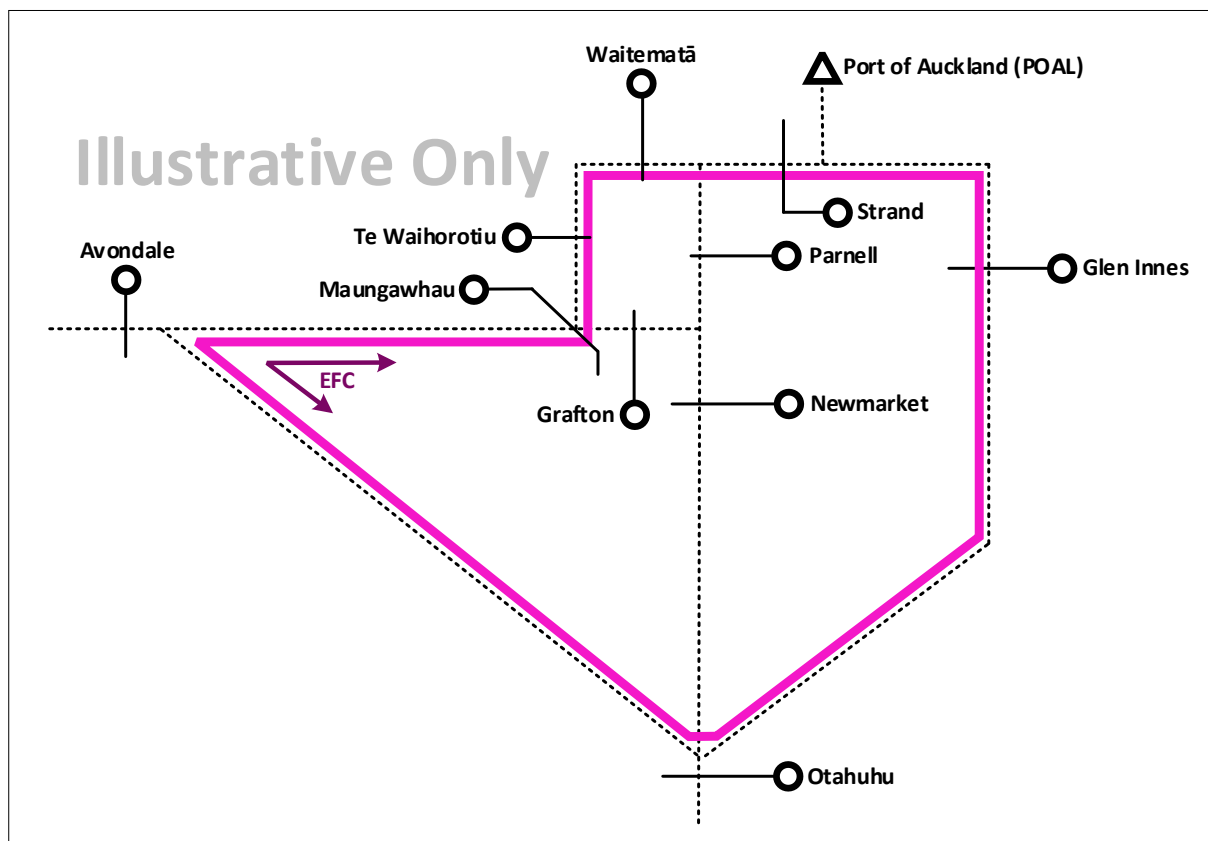 Waitematā
Port of Auckland (POAL)
Illustrative Only
Strand
Te Waihorotiu
Avondale
Parnell
Glen Innes
Maungawhau
EFC
Grafton
Newmarket
Otahuhu